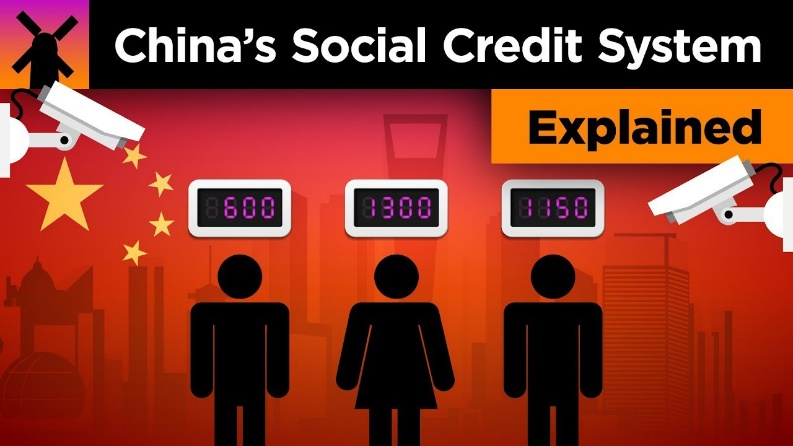 China's Social Credit System
Explained
600
1300
1150